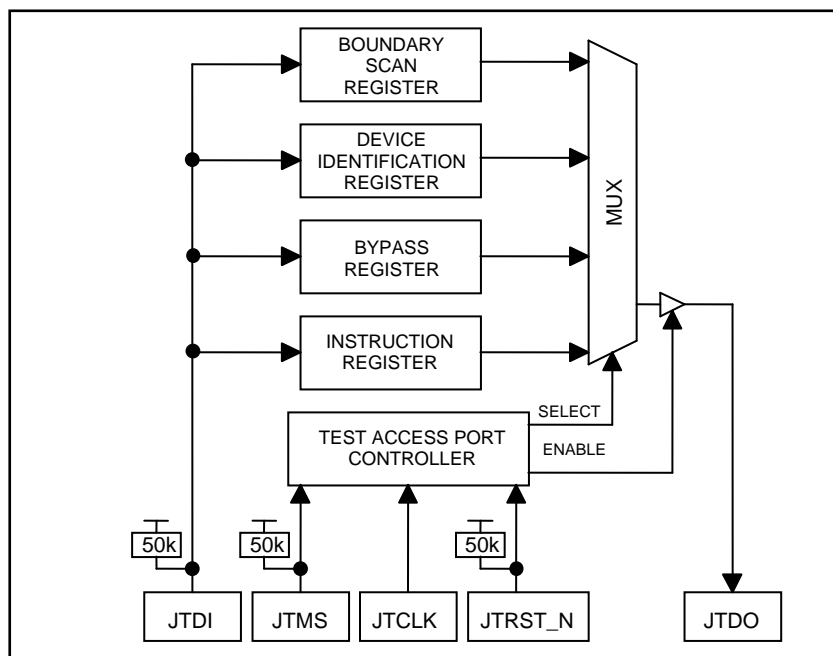 BOUNDARY
SCAN
REGISTER
DEVICE
IDENTIFICATION
REGISTER
MUX
BYPASS
REGISTER
INSTRUCTION
REGISTER
SELECT
TEST ACCESS PORT
CONTROLLER
ENABLE
50k
50k
50k
JTDI
JTMS
JTCLK
JTRST_N
JTDO